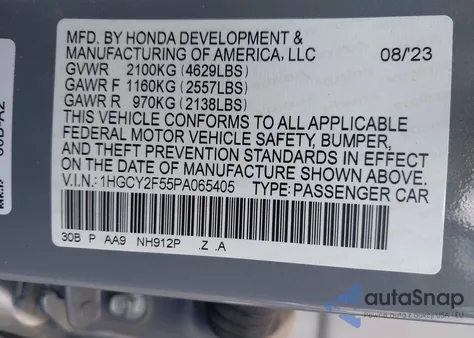 MFD. BY HONDA DEVELOPMENT &
MANUFACTURING OF AMERICA, LLC 08/23
GVWR 2100KG (4629LBS)
GAWR F 1160KG (2557LBS)
GAWR R 970KG (2138LBS)
THIS VEHICLE CONFORMS TO ALL APPLICABLE
FEDERAL MOTOR VEHICLE SAFETY, BUMPER,
AND THEFT PREVENTION STANDARDS IN EFFECT
ON THE DATE OF MANUFACTURE SHOWN ABOVE.
V.I.N.: 1HGCY2F55PA065405 TYPE: PASSENGER CAR
30B P AA9 NH912P .Z .A
autoSnap